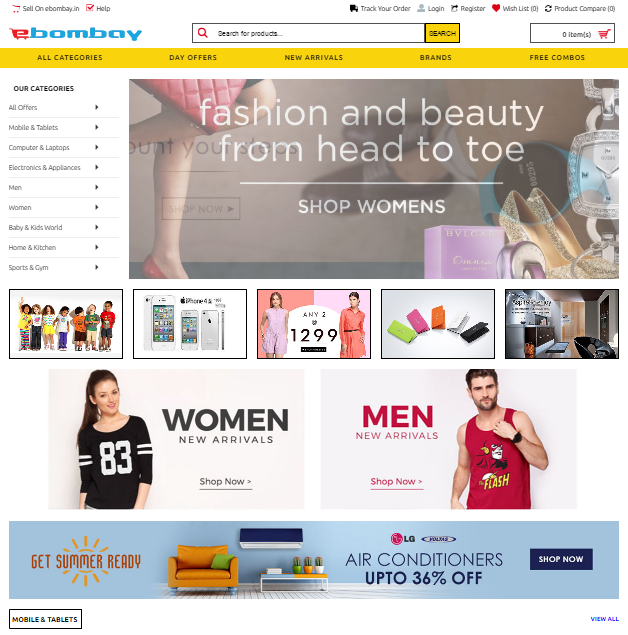 Sell On ebombay.in
Help
Track Your Order
Login
Register
Wish List (0)
Product Compare (0)
ebombay
Search for products...
SEARCH
0 item(s)
ALL CATEGORIES
DAY OFFERS
NEW ARRIVALS
BRANDS
FREE COMBOS
OUR CATEGORIES
All Offers
Mobile & Tablets
Computer & Laptops
Electronics & Appliances
Men
Women
Baby & Kids World
Home & Kitchen
Sports & Gym
fashion and beauty
from head to toe
SHOP WOMENS
SHOP NOW
BVLGARI
Omnia
iPhone 4s
ANY 2
@
1299
WOMEN
NEW ARRIVALS
Shop Now >
83
MEN
NEW ARRIVALS
Shop Now >
The FLASH
GET SUMMER READY
LG
VOLTAS
AIR CONDITIONERS
UPTO 36% OFF
SHOP NOW
MOBILE & TABLETS
VIEW ALL